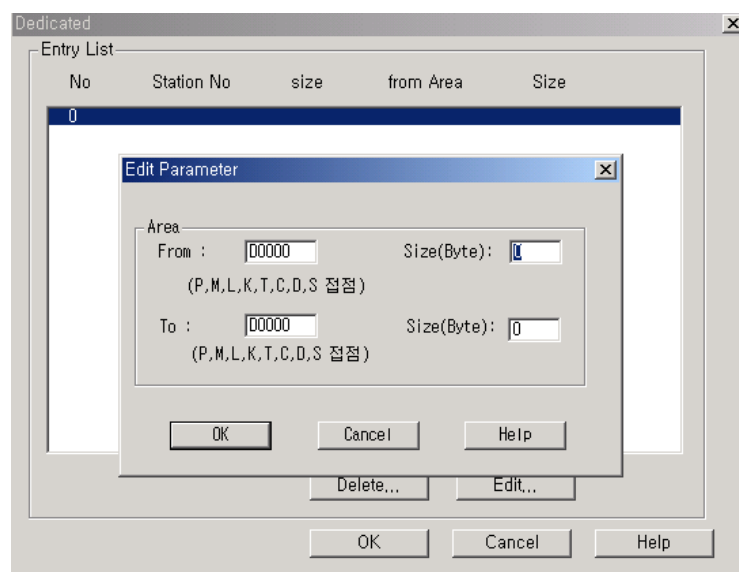 Dedicated
Entry List
No Station No size from Area Size
0
Edit Parameter
Area
From : D0000 Size(Byte): 0
(P,M,L,K,T,C,D,S 접점)
To : D0000 Size(Byte): 0
(P,M,L,K,T,C,D,S 접점)
OK Cancel Help
Delete... Edit...
OK Cancel Help